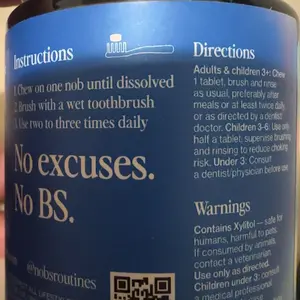 Instructions
1. Chew on one nob until dissolved
2. Brush with a wet toothbrush
3. Use two to three times daily
No excuses.
No BS.
@nobsroutines
Directions
Adults & children 3+: Chew
1 tablet, brush and rinse
as usual, preferably after
meals or at least twice daily,
or as directed by a dentist
doctor. Children 3-6: Use only
half a tablet, supervise brushing
and rinsing to reduce choking
risk. Under 3: Consult
a dentist/physician before use
Warnings
Contains Xylitol — safe for
humans, harmful to pets.
If consumed by animals,
contact a veterinarian.
Use only as directed.
Children under 3: consult
a medical professional